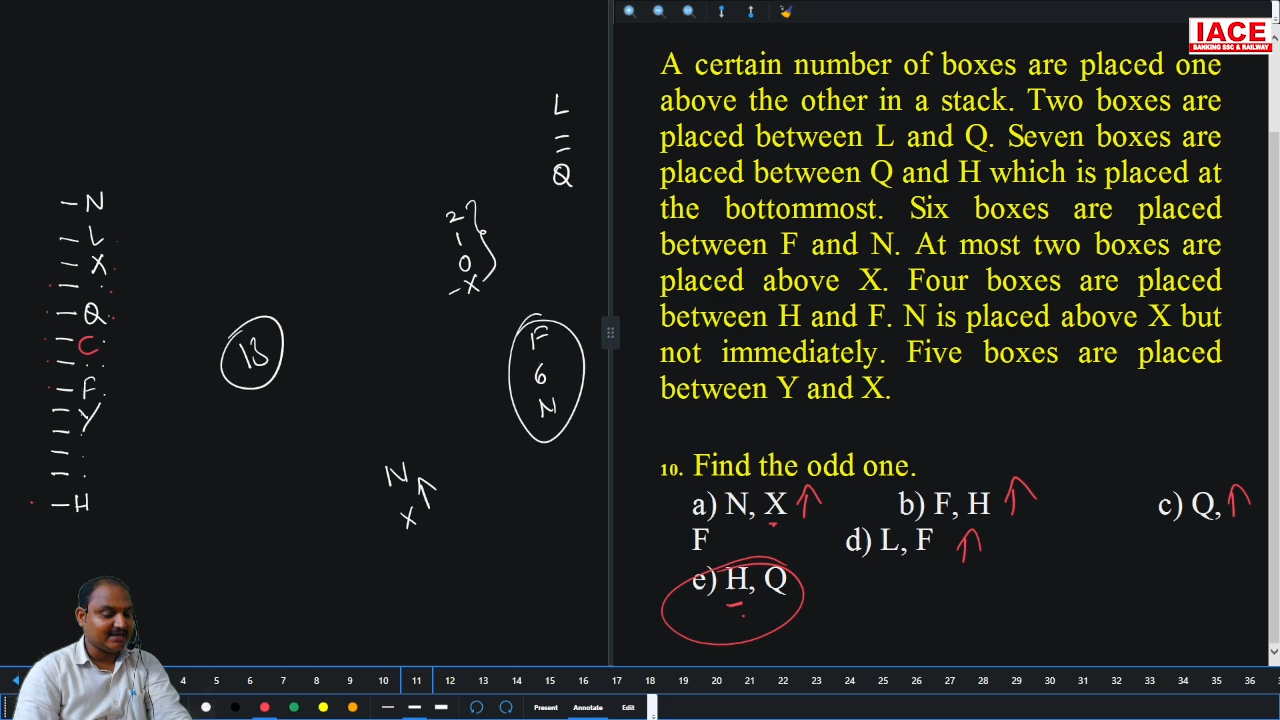 IACE
BANKING SSC & RAILWAY
A certain number of boxes are placed one
above the other in a stack. Two boxes are
placed between L and Q. Seven boxes are
placed between Q and H which is placed at
the bottommost. Six boxes are placed
between F and N. At most two boxes are
placed above X. Four boxes are placed
between H and F. N is placed above X but
not immediately. Five boxes are placed
between Y and X.
10. Find the odd one.
a) N, X b) F, H c) Q,
F d) L, F
e) H, Q
L
Q
N
L
X
Q
C
F
Y
H
13
2
1
0
X
F
6
N
N
X
4 5 6 7 8 9 10 11 12 13 14 15 16 17 18 19 20 21 22 23 24 25 26 27 28 29 30 31 32 33 34 35 36
Present Annotate Edit